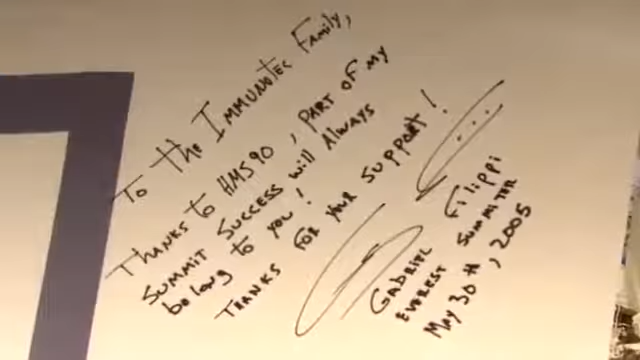 To the Immunotec Family,
Thanks to HMS90, part of my
summit success will always
belong to you!
Thanks for your support!
Gabriel Filippi
Everest Summiter
May 30th, 2005